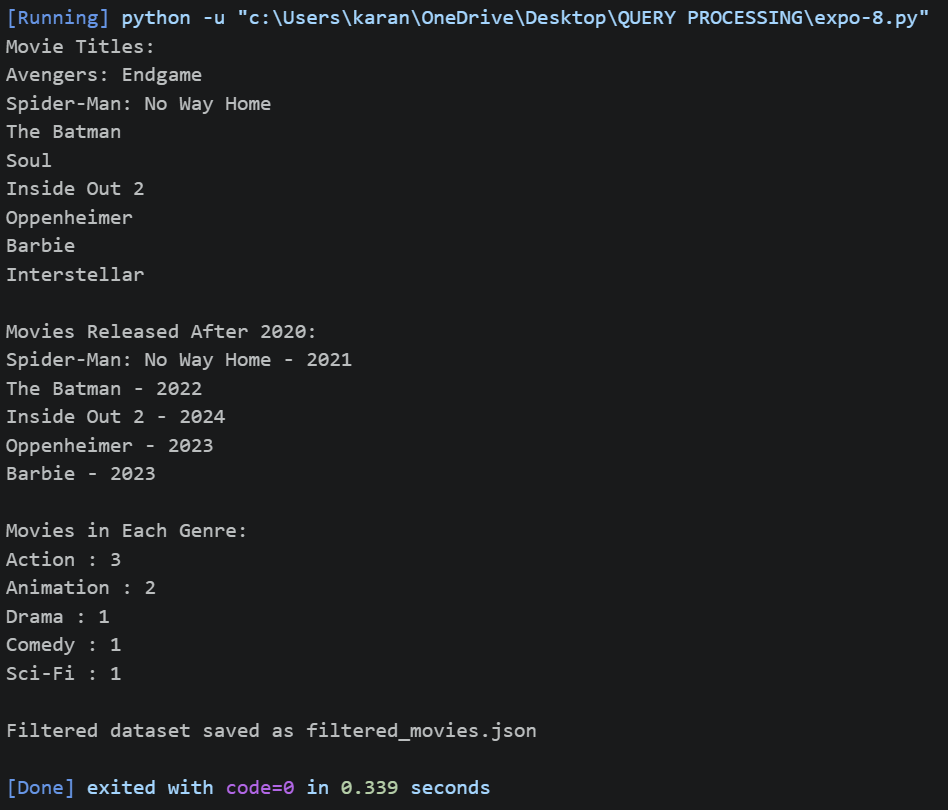 [Running] python -u "c:\Users\karan\OneDrive\Desktop\QUERY PROCESSING\expo-8.py"
Movie Titles:
Avengers: Endgame
Spider-Man: No Way Home
The Batman
Soul
Inside Out 2
Oppenheimer
Barbie
Interstellar

Movies Released After 2020:
Spider-Man: No Way Home - 2021
The Batman - 2022
Inside Out 2 - 2024
Oppenheimer - 2023
Barbie - 2023

Movies in Each Genre:
Action : 3
Animation : 2
Drama : 1
Comedy : 1
Sci-Fi : 1

Filtered dataset saved as filtered_movies.json

[Done] exited with code=0 in 0.339 seconds